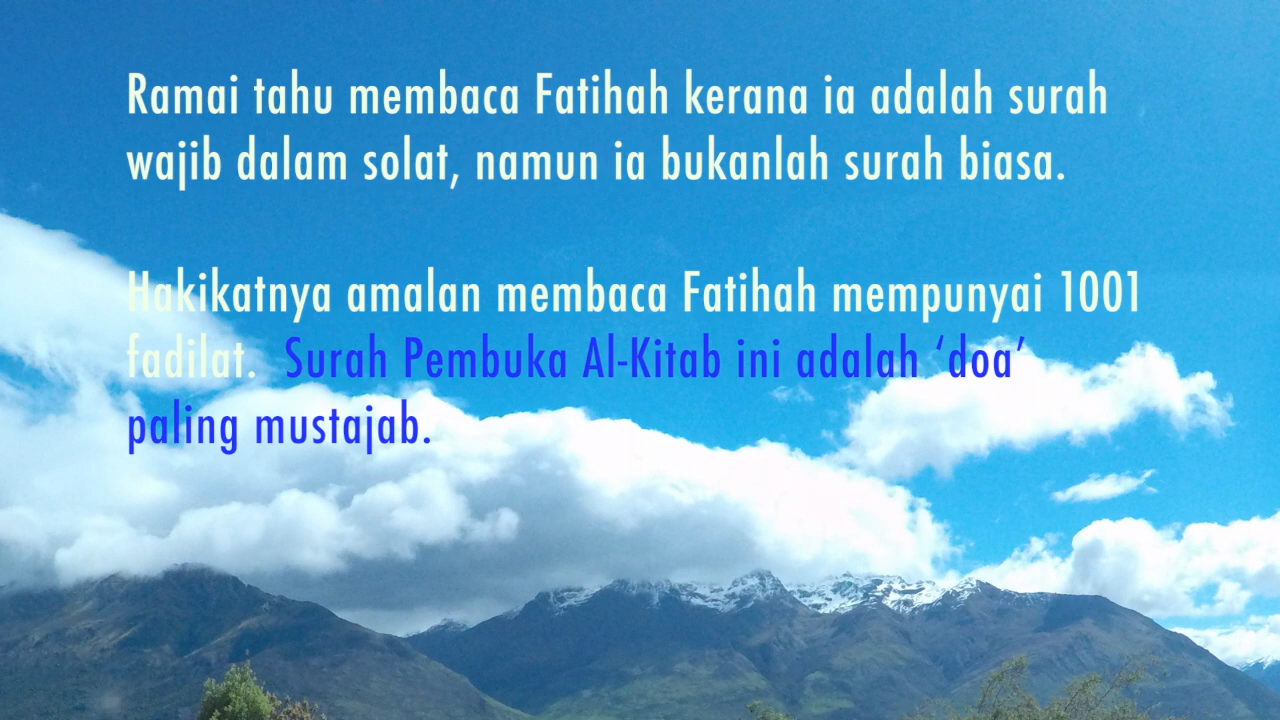 Ramai tahu membaca Fatihah kerana ia adalah surah
wajib dalam solat, namun ia bukanlah surah biasa.
Hakikatnya amalan membaca Fatihah mempunyai 1001
fadilat. Surah Pembuka Al-Kitab ini adalah ‘doa’
paling mustajab.